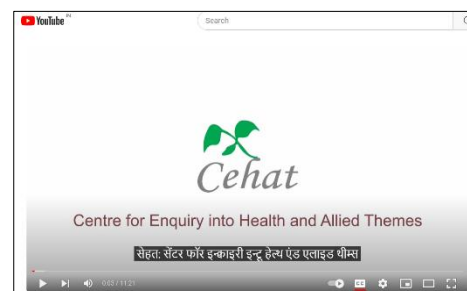 YouTube IN
Search
Cehat
Centre for Enquiry into Health and Allied Themes
सेहत: सेंटर फॉर इन्क्वाइरी इन्टू हेल्थ एंड एलाइड थीम्स
0:03 / 11:21